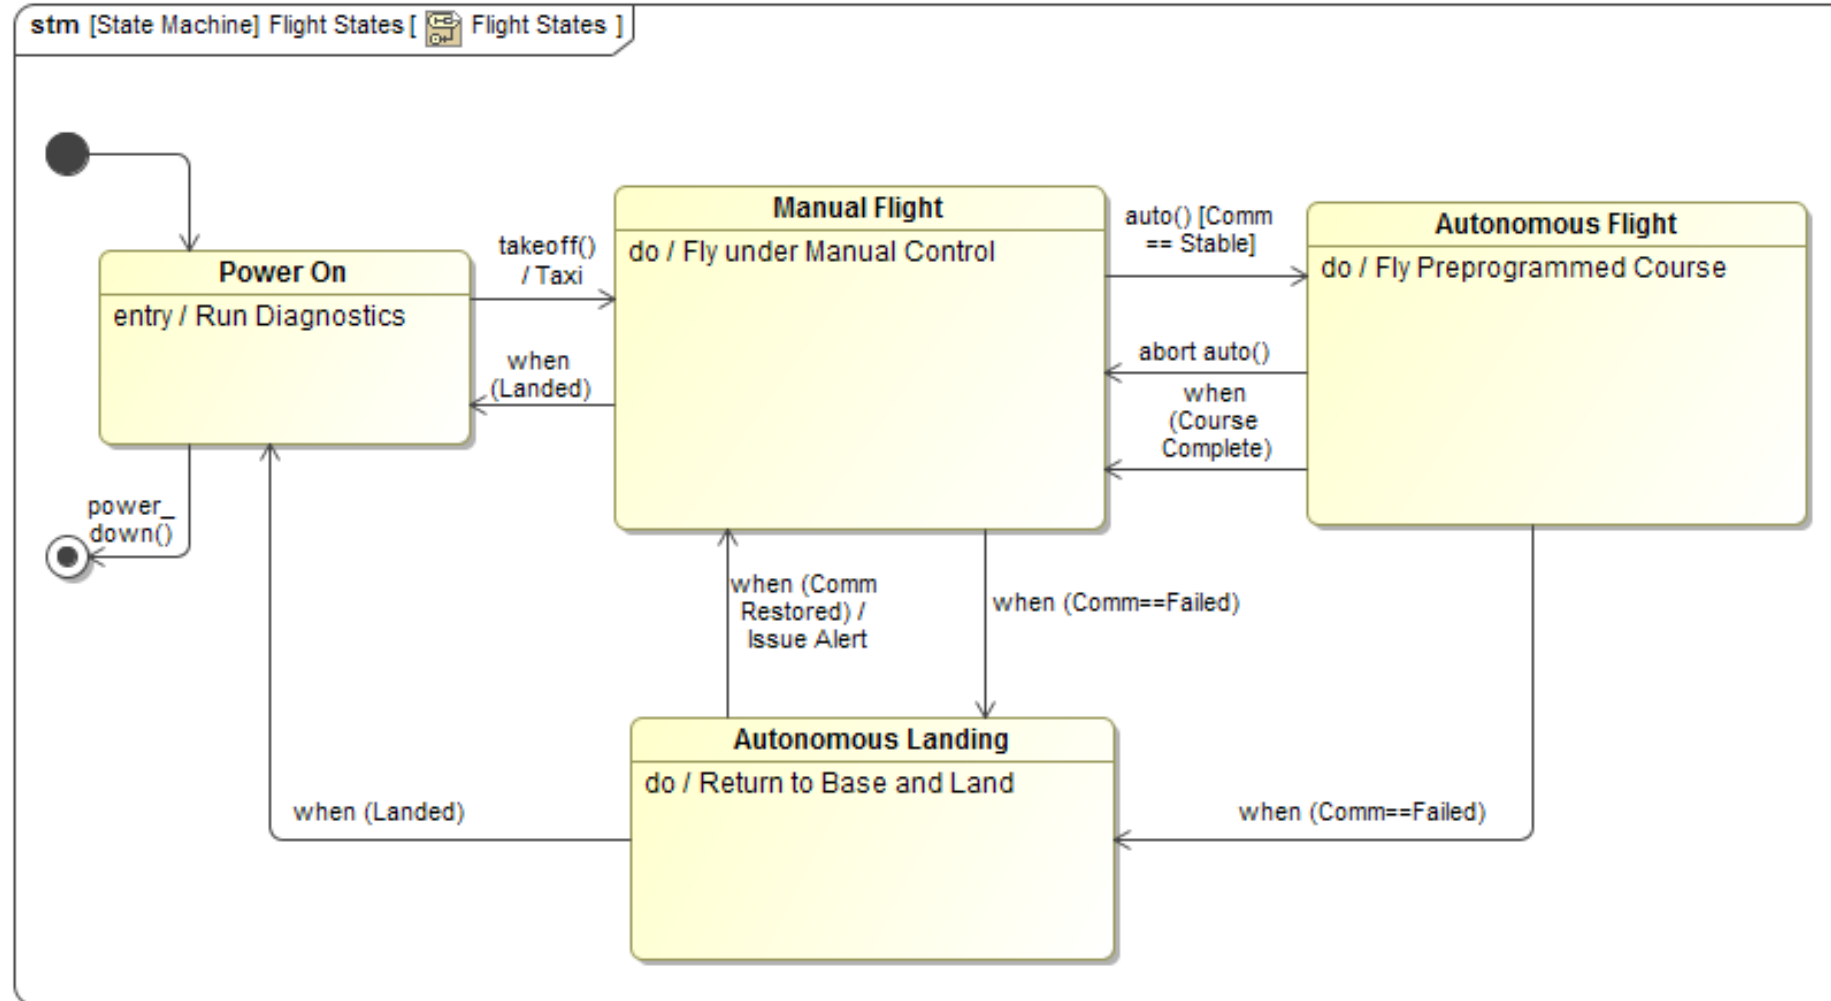 stm [State Machine] Flight States [ Flight States ]
Power On
entry / Run Diagnostics
takeoff()
/ Taxi
when
(Landed)
power_
down()
Manual Flight
do / Fly under Manual Control
auto() [Comm
== Stable]
abort auto()
when
(Course
Complete)
Autonomous Flight
do / Fly Preprogrammed Course
when (Comm
Restored) /
Issue Alert
when (Comm==Failed)
Autonomous Landing
do / Return to Base and Land
when (Landed)
when (Comm==Failed)